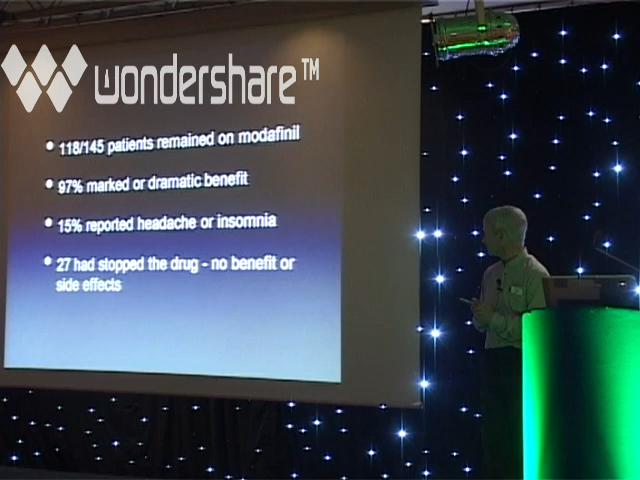 wondershare™
• 118/145 patients remained on modafinil
• 97% marked or dramatic benefit
• 15% reported headache or insomnia
• 27 had stopped the drug - no benefit or
side effects